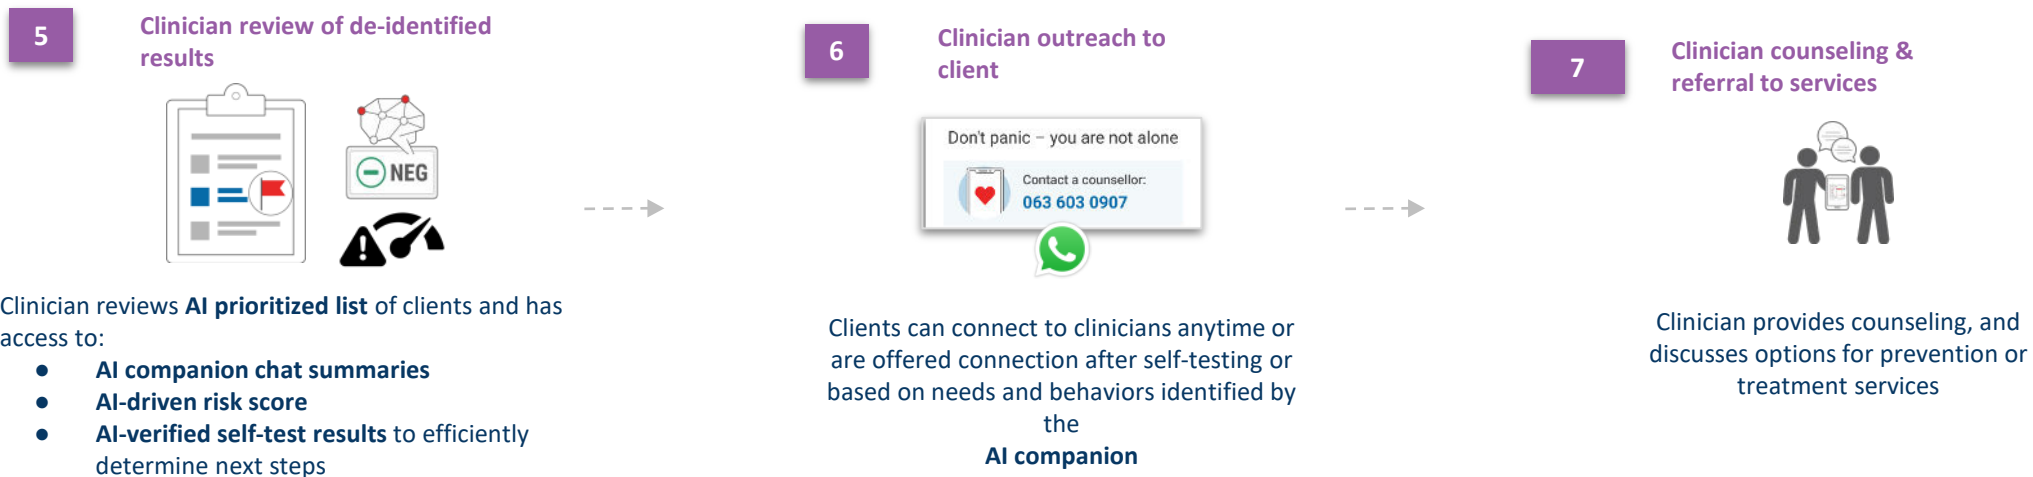 5
Clinician review of de-identified
results
NEG
Clinician reviews AI prioritized list of clients and has
access to:
● AI companion chat summaries
● AI-driven risk score
● AI-verified self-test results to efficiently
determine next steps
6
Clinician outreach to
client
Don't panic – you are not alone
Contact a counsellor:
063 603 0907
Clients can connect to clinicians anytime or
are offered connection after self-testing or
based on needs and behaviors identified by
the
AI companion
7
Clinician counseling &
referral to services
Clinician provides counseling, and
discusses options for prevention or
treatment services